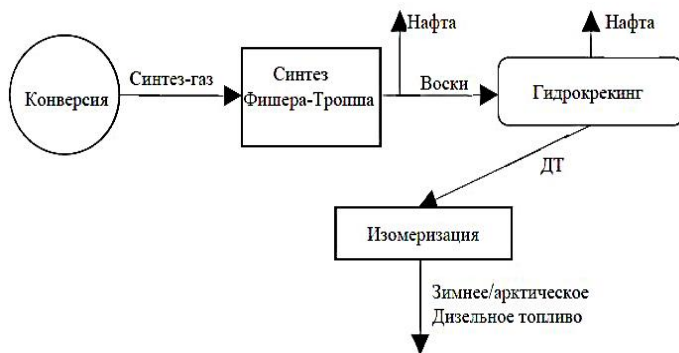 Нафта
Нафта
Синтез-газ
Синтез
Фишера-Тропша
Конверсия
Воски
Гидрокрекинг
ДТ
Изомеризация
Зимнее/арктическое
Дизельное топливо